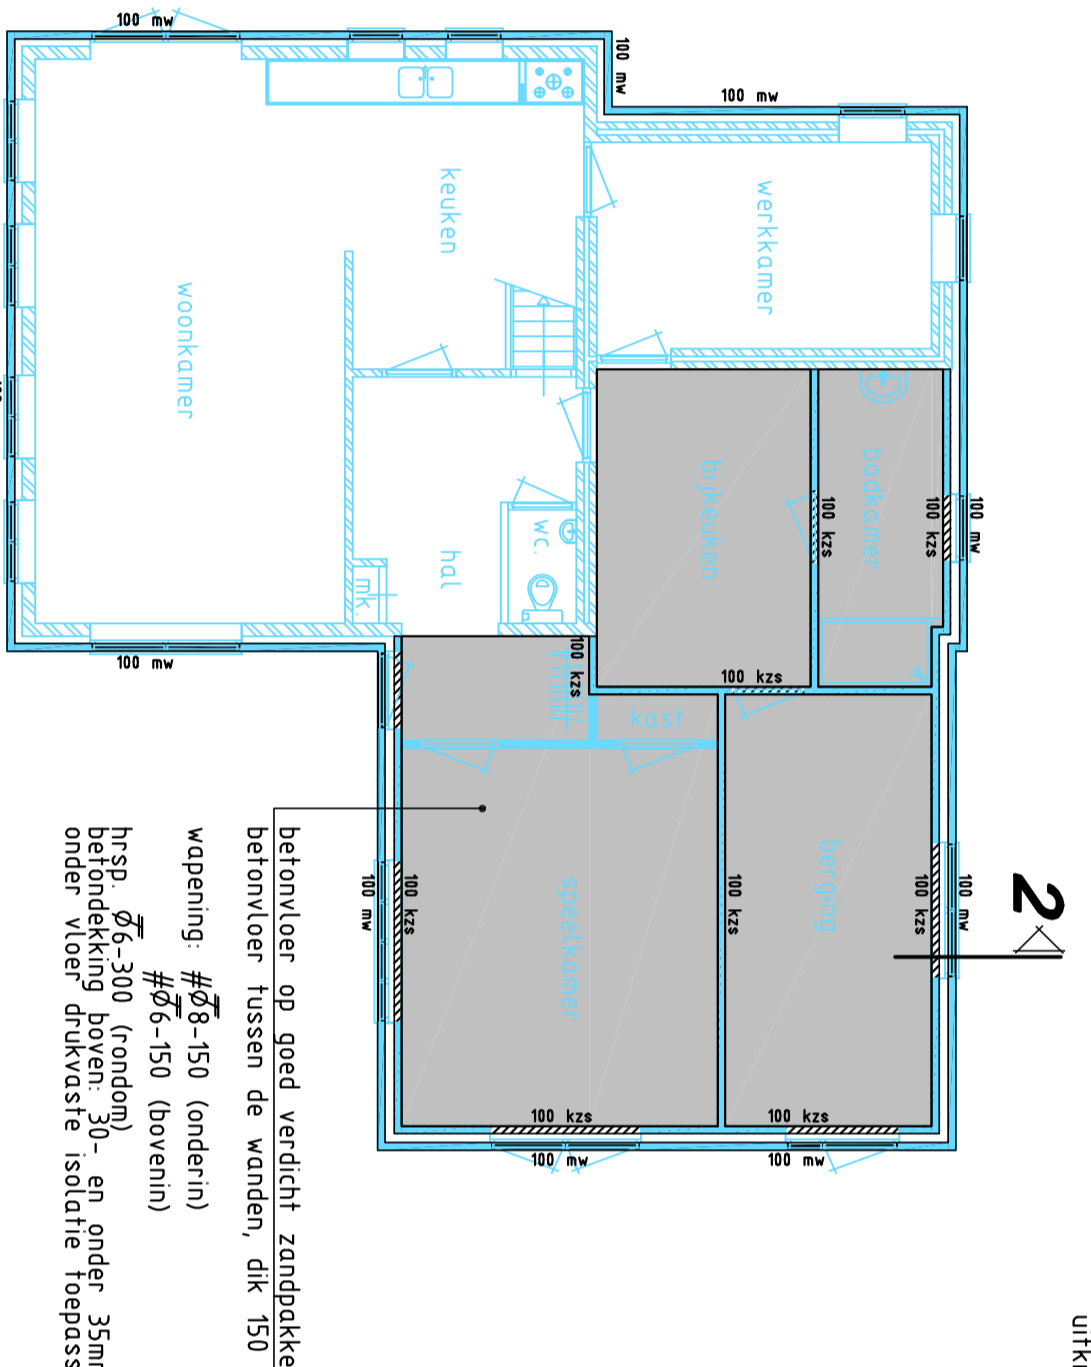 100 mw
100 mw
100 mw
keuken
werkkamer
woonkamer
bijkeuken
badkamer
100 kzs
100 kzs
100 mw
wc.
hal
mk.
100 mw
100 kzs
100 kzs
kast
speelkamer
berging
100 kzs
100 mw
100 kzs
100 kzs
100 mw
100 kzs
100 kzs
100 mw
100 mw
2
betonvloer op goed verdicht zandpakke
betonvloer tussen de wanden, dik 150
wapening: #Ø8-150 (onderin)
#Ø6-150 (bovenin)
hrsp. Ø6-300 (rondom)
betondekking boven: 30- en onder 35m
onder vloer drukvaste isolatie toepass
uitk